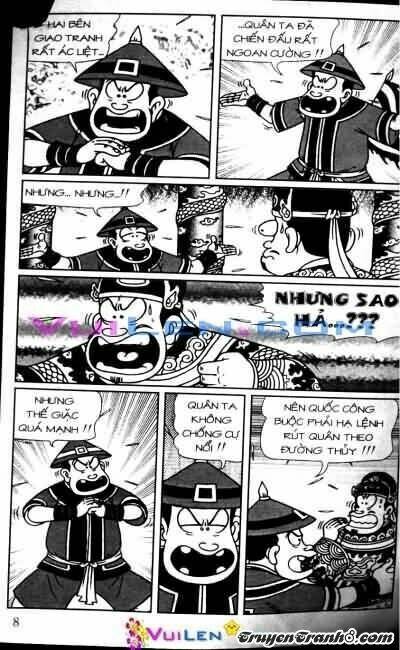 HAI BÊN
GIAO TRANH
RẤT ÁC LIỆT...
...QUÂN TA ĐÃ
CHIẾN ĐẤU RẤT
NGOAN CƯỜNG !!
NHƯNG... NHƯNG..!!
NHƯNG SAO
HẢ....???
VUILEN.COM
NHƯNG
THẾ GIẶC
QUÁ MẠNH !!
QUÂN TA
KHÔNG
CHỐNG CỰ
NỔI !!
NÊN QUỐC CÔNG
BUỘC PHẢI HẠ LỆNH
RÚT QUÂN THEO
ĐƯỜNG THỦY !!!
8
VUILEN
TruyenTranh8.com